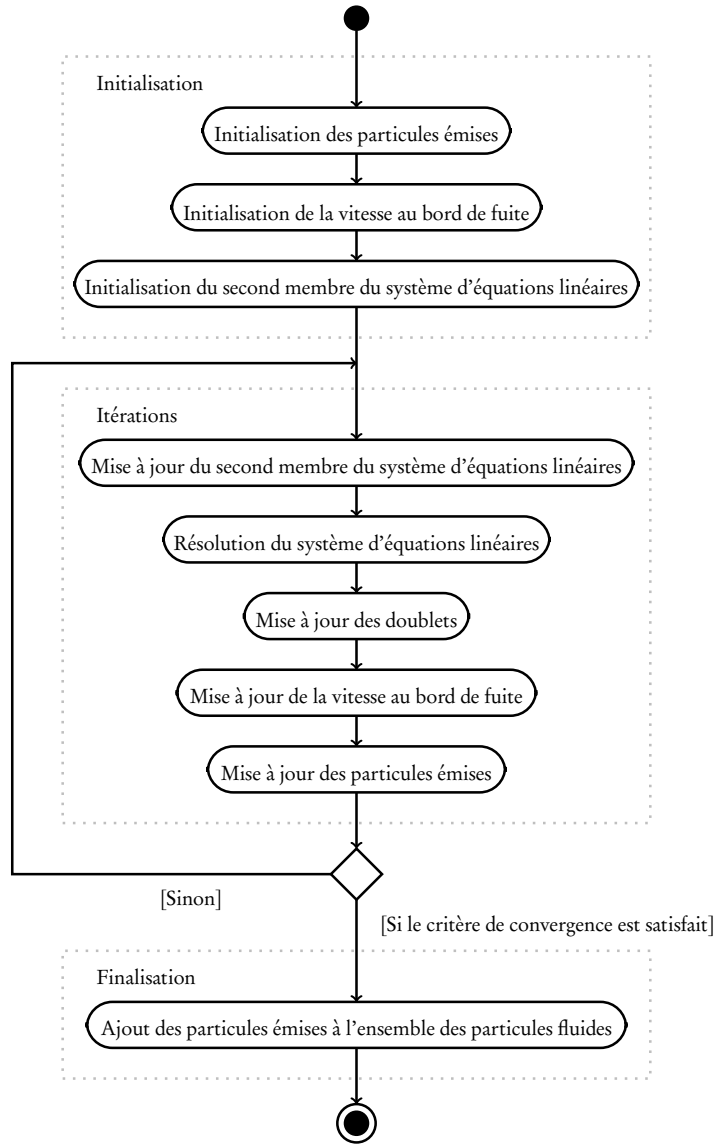 Initialisation
Initialisation des particules émises
Initialisation de la vitesse au bord de fuite
Initialisation du second membre du système d'équations linéaires
Itérations
Mise à jour du second membre du système d'équations linéaires
Résolution du système d'équations linéaires
Mise à jour des doublets
Mise à jour de la vitesse au bord de fuite
Mise à jour des particules émises
[Sinon]
[Si le critère de convergence est satisfait]
Finalisation
Ajout des particules émises à l'ensemble des particules fluides